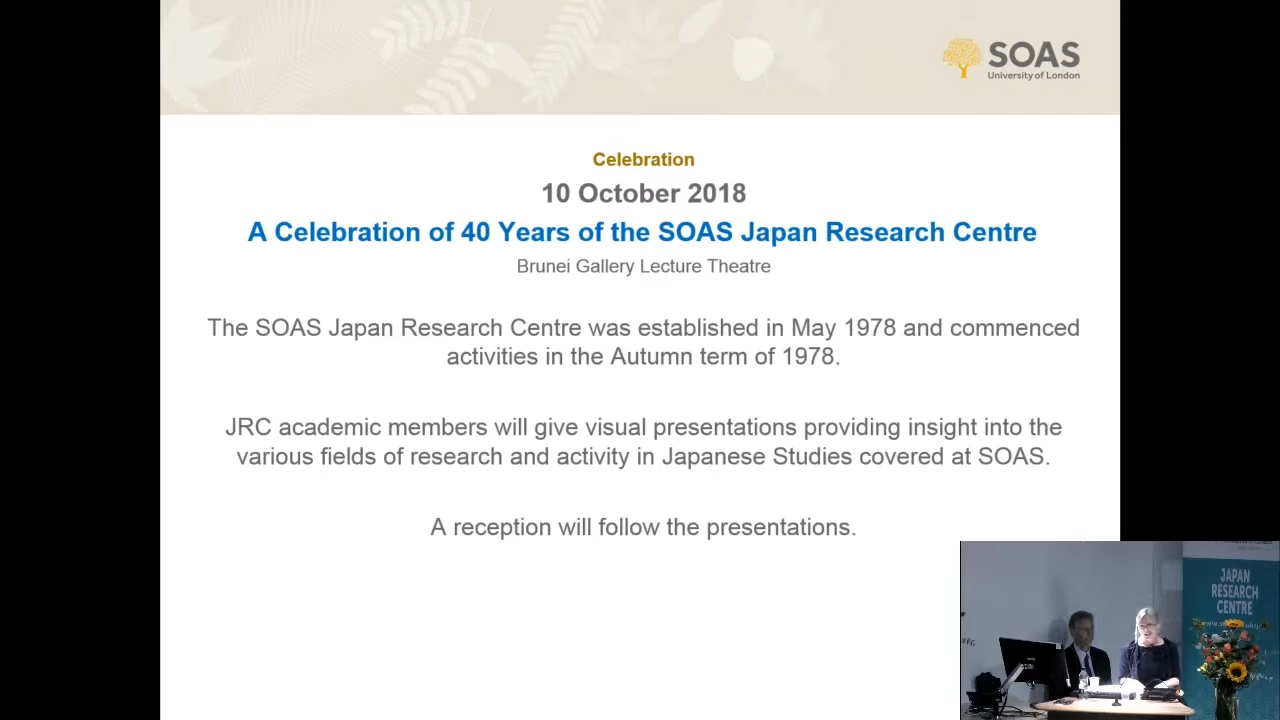 SOAS
University of London
Celebration
10 October 2018
A Celebration of 40 Years of the SOAS Japan Research Centre
Brunei Gallery Lecture Theatre
The SOAS Japan Research Centre was established in May 1978 and commenced
activities in the Autumn term of 1978.
JRC academic members will give visual presentations providing insight into the
various fields of research and activity in Japanese Studies covered at SOAS.
A reception will follow the presentations.
JAPAN
RESEARCH
CENTRE